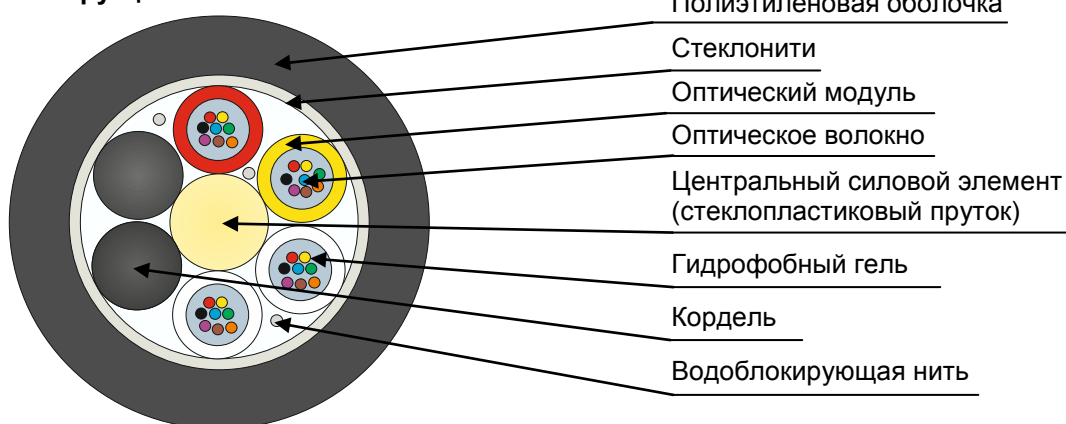 Полиэтиленовая оболочка
Стеклонити
Оптический модуль
Оптическое волокно
Центральный силовой элемент
(стеклопластиковый пруток)
Гидрофобный гель
Кордель
Водоблокирующая нить